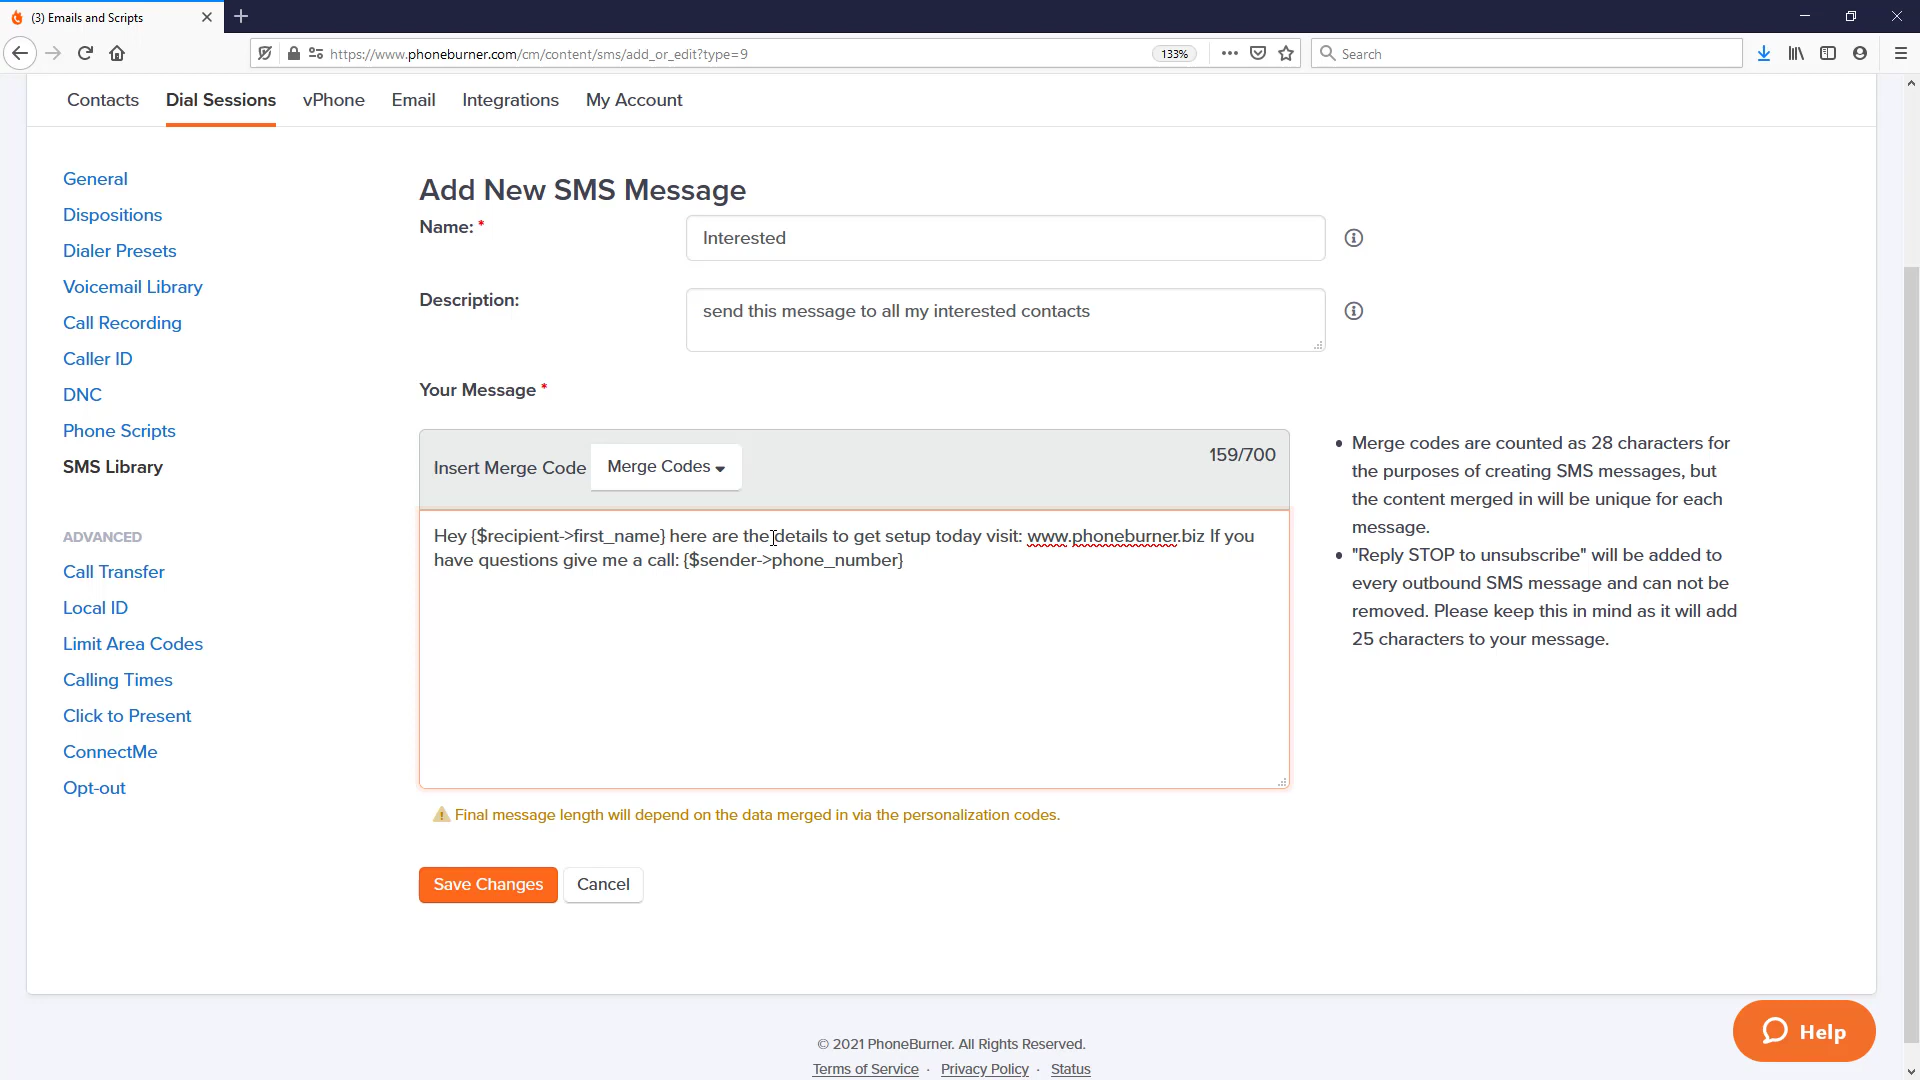 (3) Emails and Scripts
https://www.phoneburner.com/cm/content/sms/add_or_edit?type=9
133%
Search
Contacts
Dial Sessions
vPhone
Email
Integrations
My Account
General
Dispositions
Dialer Presets
Voicemail Library
Call Recording
Caller ID
DNC
Phone Scripts
SMS Library
ADVANCED
Call Transfer
Local ID
Limit Area Codes
Calling Times
Click to Present
ConnectMe
Opt-out
Add New SMS Message
Name: *
Interested
Description:
send this message to all my interested contacts
Your Message *
Insert Merge Code
Merge Codes
159/700
Hey {$recipient->first_name} here are the details to get setup today visit: www.phoneburner.biz If you
have questions give me a call: {$sender->phone_number}
Final message length will depend on the data merged in via the personalization codes.
Save Changes
Cancel
• Merge codes are counted as 28 characters for
the purposes of creating SMS messages, but
the content merged in will be unique for each
message.
• "Reply STOP to unsubscribe" will be added to
every outbound SMS message and can not be
removed. Please keep this in mind as it will add
25 characters to your message.
Help
© 2021 PhoneBurner. All Rights Reserved.
Terms of Service · Privacy Policy · Status